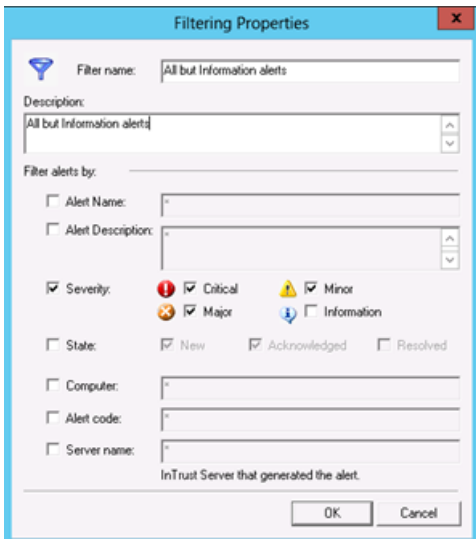 Filtering Properties
x
Filter name: All but Information alerts
Description:
All but Information alerts
Filter alerts by:
Alert Name: *
Alert Description: *
Severity: Critical Minor
Major Information
State: New Acknowledged Resolved
Computer: *
Alert code: *
Server name: *
InTrust Server that generated the alert.
OK Cancel